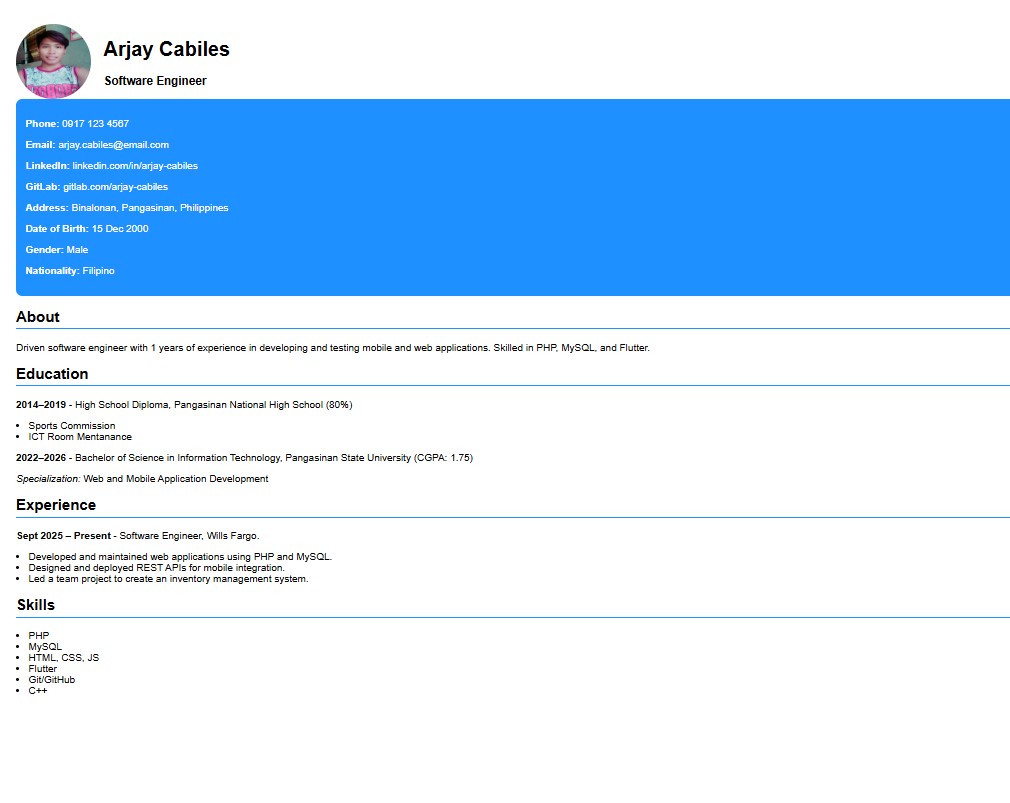 Arjay Cabiles
Software Engineer
Phone: 0917 123 4567
Email: arjay.cabiles@email.com
LinkedIn: linkedin.com/in/arjay-cabiles
GitLab: gitlab.com/arjay-cabiles
Address: Binalonan, Pangasinan, Philippines
Date of Birth: 15 Dec 2000
Gender: Male
Nationality: Filipino
About
Driven software engineer with 1 years of experience in developing and testing mobile and web applications. Skilled in PHP, MySQL, and Flutter.
Education
2014–2019 - High School Diploma, Pangasinan National High School (80%)
• Sports Commission
• ICT Room Mentanance
2022–2026 - Bachelor of Science in Information Technology, Pangasinan State University (CGPA: 1.75)
Specialization: Web and Mobile Application Development
Experience
Sept 2025 – Present - Software Engineer, Wills Fargo.
• Developed and maintained web applications using PHP and MySQL.
• Designed and deployed REST APIs for mobile integration.
• Led a team project to create an inventory management system.
Skills
• PHP
• MySQL
• HTML, CSS, JS
• Flutter
• Git/GitHub
• C++